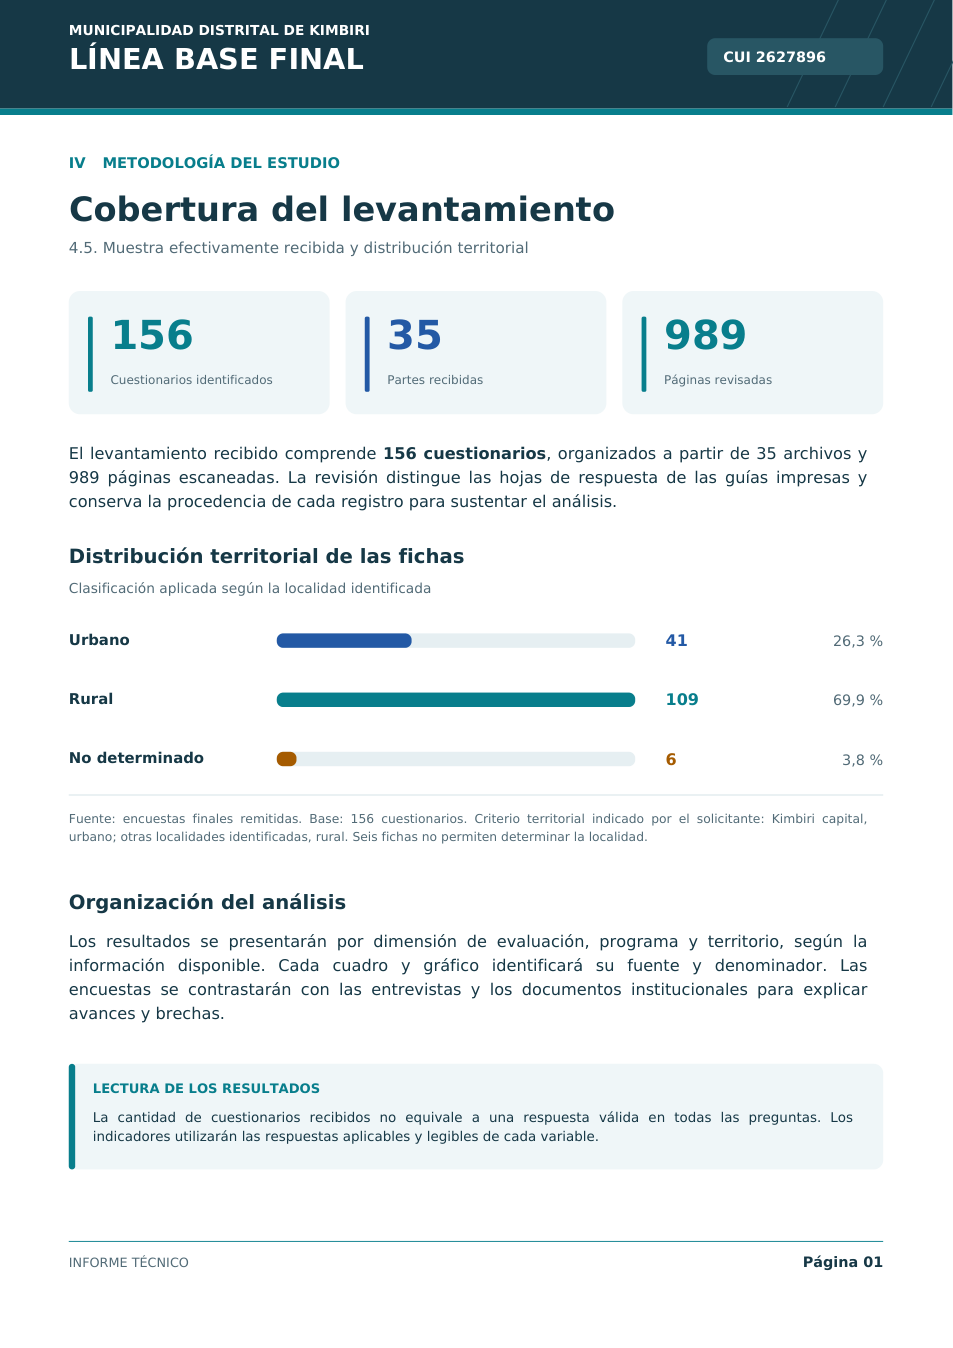 MUNICIPALIDAD DISTRITAL DE KIMBIRI
LÍNEA BASE FINAL
CUI 2627896
IV METODOLOGÍA DEL ESTUDIO
Cobertura del levantamiento
4.5. Muestra efectivamente recibida y distribución territorial
156
Cuestionarios identificados
35
Partes recibidas
989
Páginas revisadas
El levantamiento recibido comprende 156 cuestionarios, organizados a partir de 35 archivos y
989 páginas escaneadas. La revisión distingue las hojas de respuesta de las guías impresas y
conserva la procedencia de cada registro para sustentar el análisis.
Distribución territorial de las fichas
Clasificación aplicada según la localidad identificada
Urbano 41 26,3 %
Rural 109 69,9 %
No determinado 6 3,8 %
Fuente: encuestas finales remitidas. Base: 156 cuestionarios. Criterio territorial indicado por el solicitante: Kimbiri capital,
urbano; otras localidades identificadas, rural. Seis fichas no permiten determinar la localidad.
Organización del análisis
Los resultados se presentarán por dimensión de evaluación, programa y territorio, según la
información disponible. Cada cuadro y gráfico identificará su fuente y denominador. Las
encuestas se contrastarán con las entrevistas y los documentos institucionales para explicar
avances y brechas.
LECTURA DE LOS RESULTADOS
La cantidad de cuestionarios recibidos no equivale a una respuesta válida en todas las preguntas. Los
indicadores utilizarán las respuestas aplicables y legibles de cada variable.
INFORME TÉCNICO
Página 01